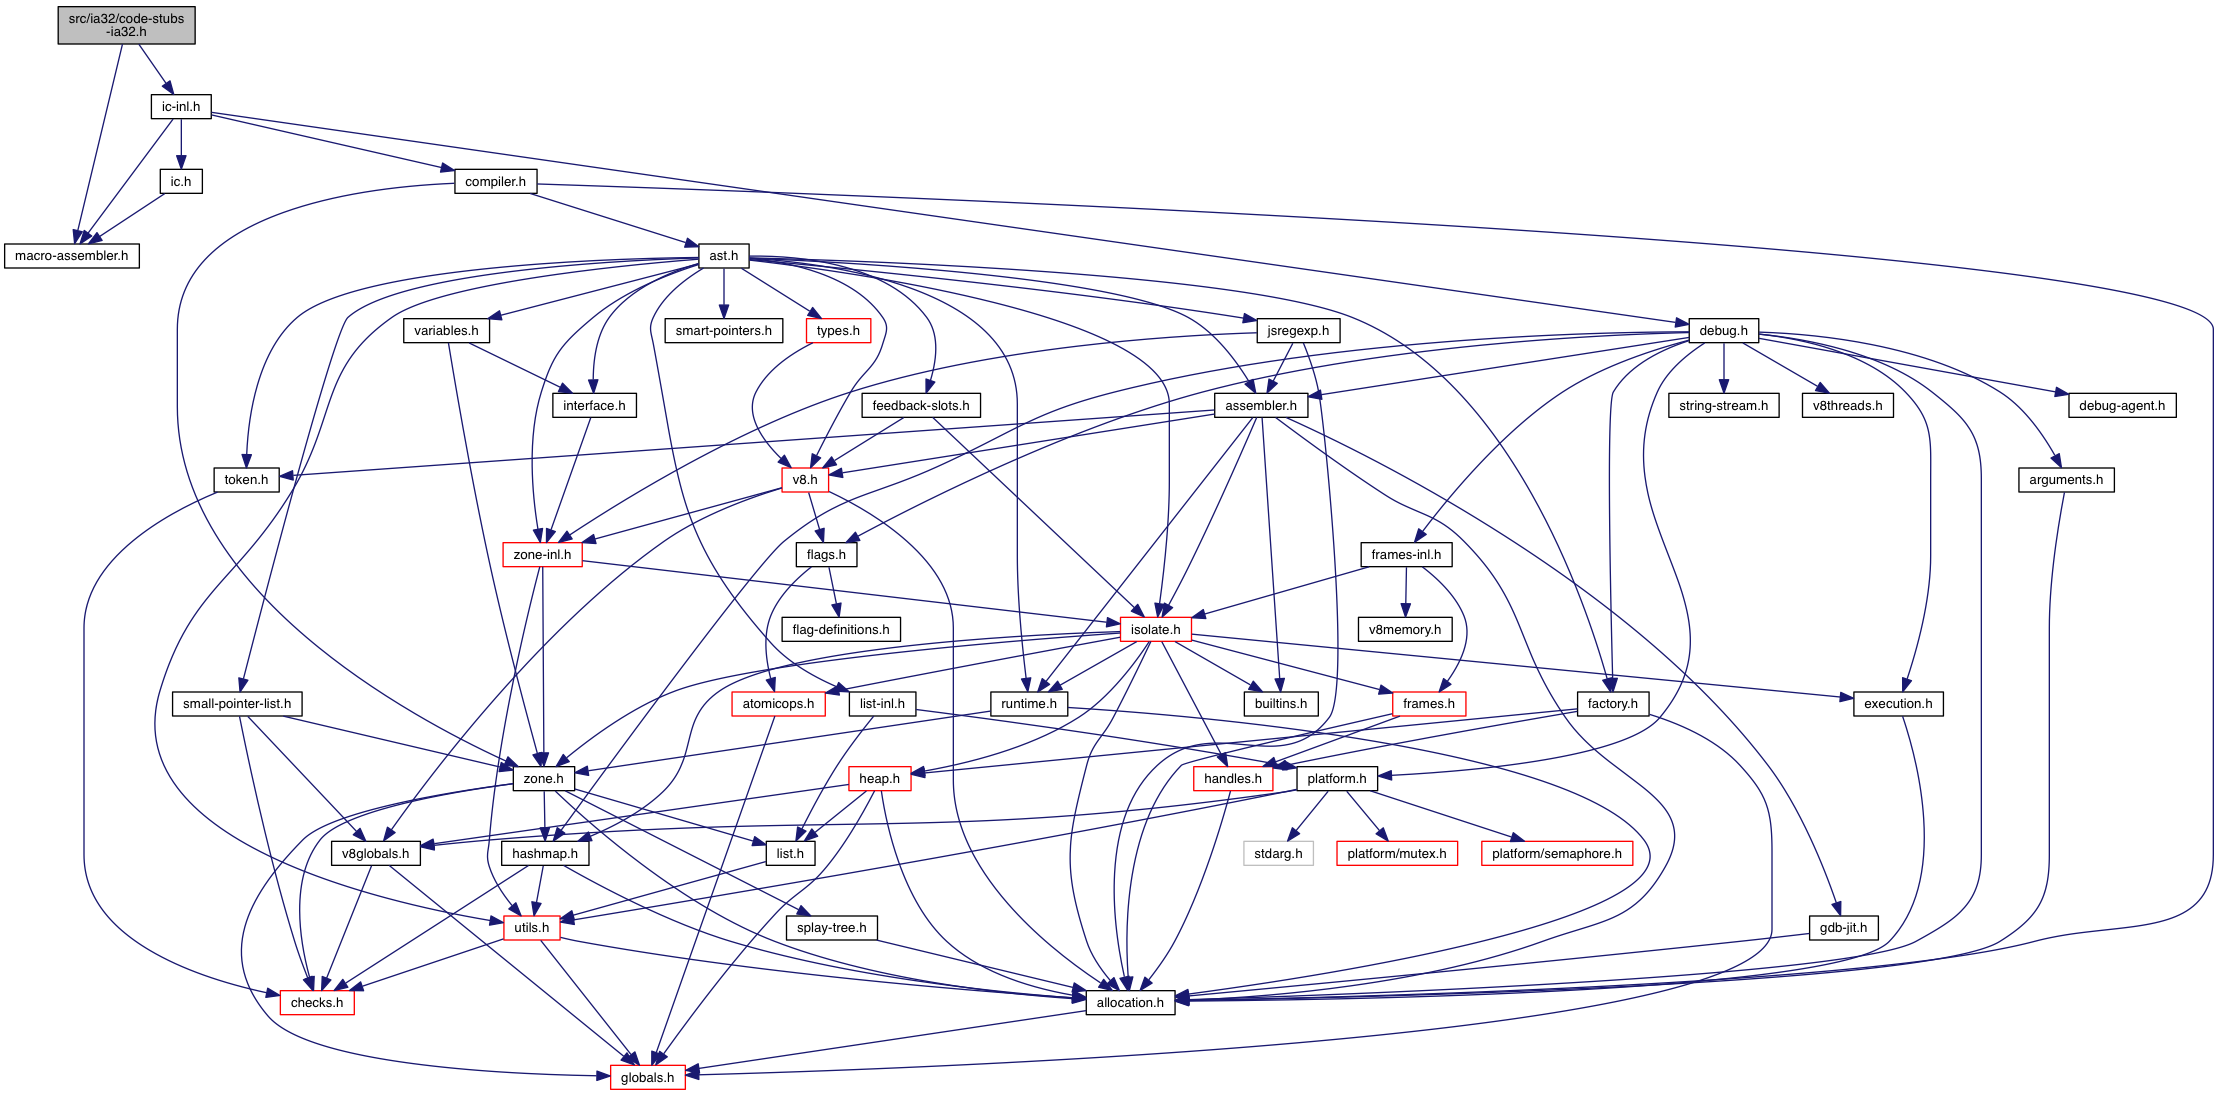 src/ia32/code-stubs
-ia32.h
ic-inl.h
ic.h
compiler.h
macro-assembler.h
ast.h
variables.h
smart-pointers.h
types.h
jsregexp.h
debug.h
interface.h
feedback-slots.h
assembler.h
string-stream.h
v8threads.h
debug-agent.h
token.h
v8.h
arguments.h
zone-inl.h
flags.h
frames-inl.h
flag-definitions.h
isolate.h
v8memory.h
small-pointer-list.h
atomicops.h
list-inl.h
runtime.h
builtins.h
frames.h
factory.h
execution.h
zone.h
heap.h
handles.h
platform.h
v8globals.h
hashmap.h
list.h
stdarg.h
platform/mutex.h
platform/semaphore.h
utils.h
splay-tree.h
gdb-jit.h
checks.h
allocation.h
globals.h